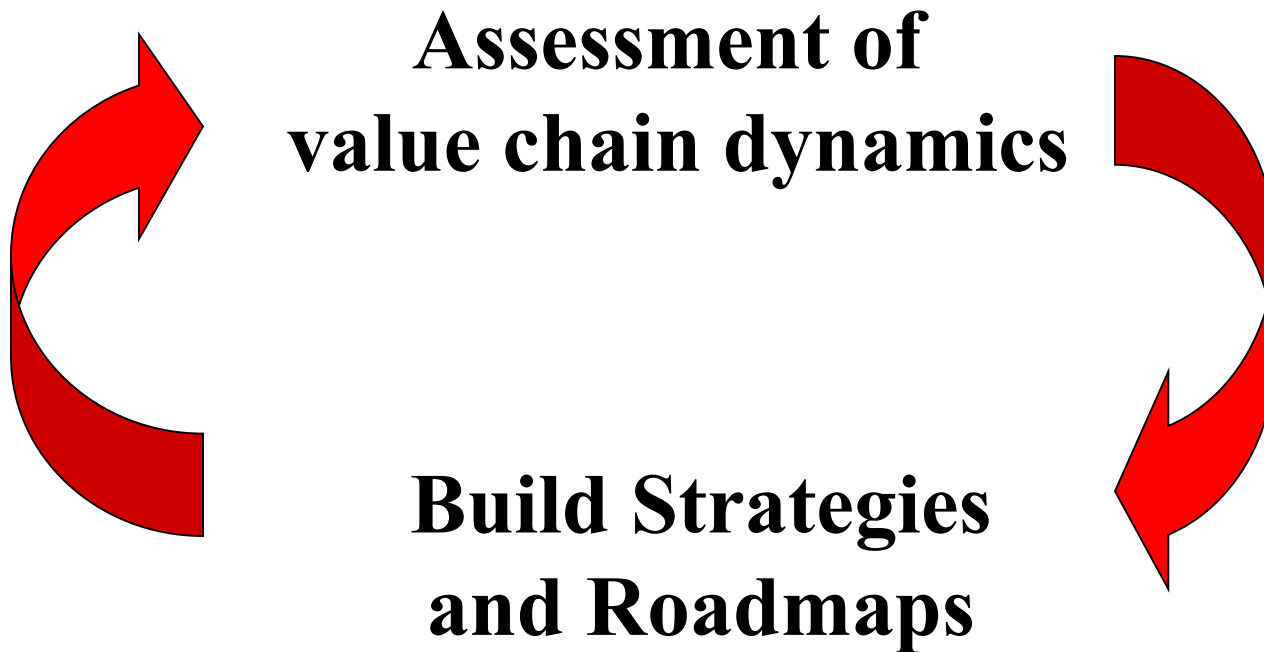 Assessment of
value chain dynamics
Build Strategies
and Roadmaps